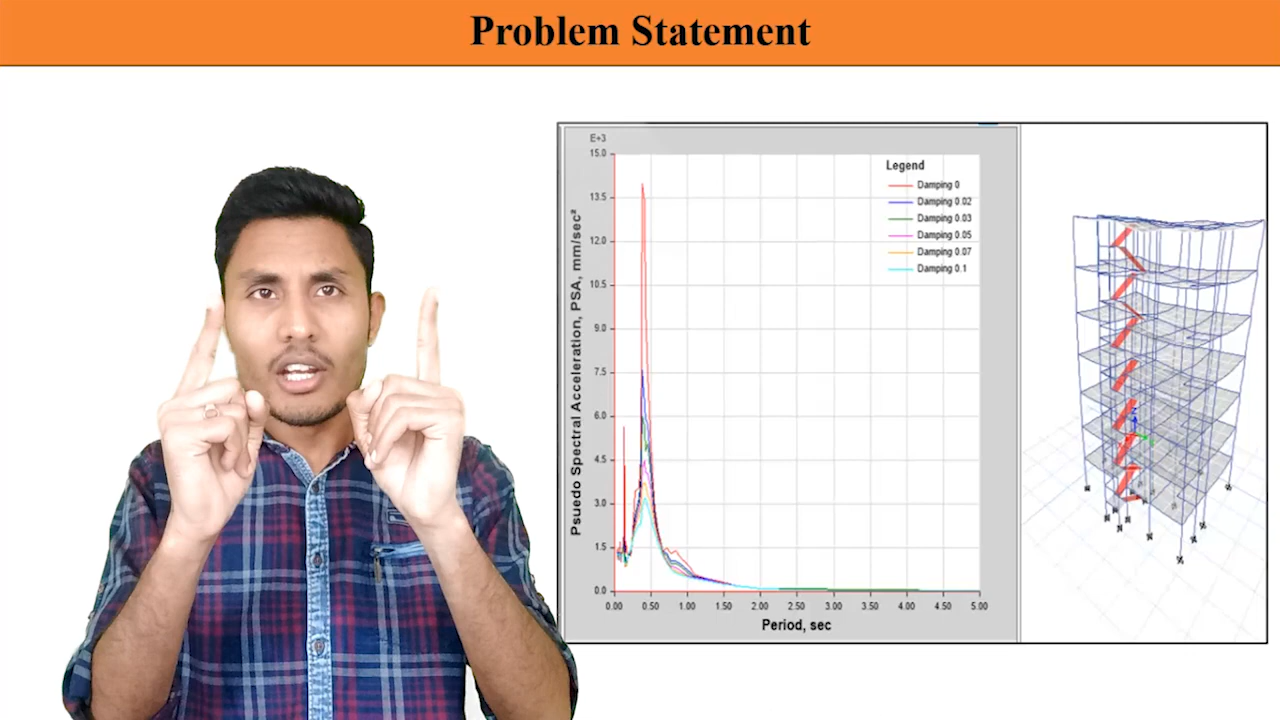 Problem Statement
E+3
15.0
13.5
12.0
10.5
9.0
7.5
6.0
4.5
3.0
1.5
0.0
Psuedo Spectral Acceleration, PSA, mm/sec²
Legend
Damping 0
Damping 0.02
Damping 0.03
Damping 0.05
Damping 0.07
Damping 0.1
0.00 0.50 1.00 1.50 2.00 2.50 3.00 3.50 4.00 4.50 5.00
Period, sec
Z